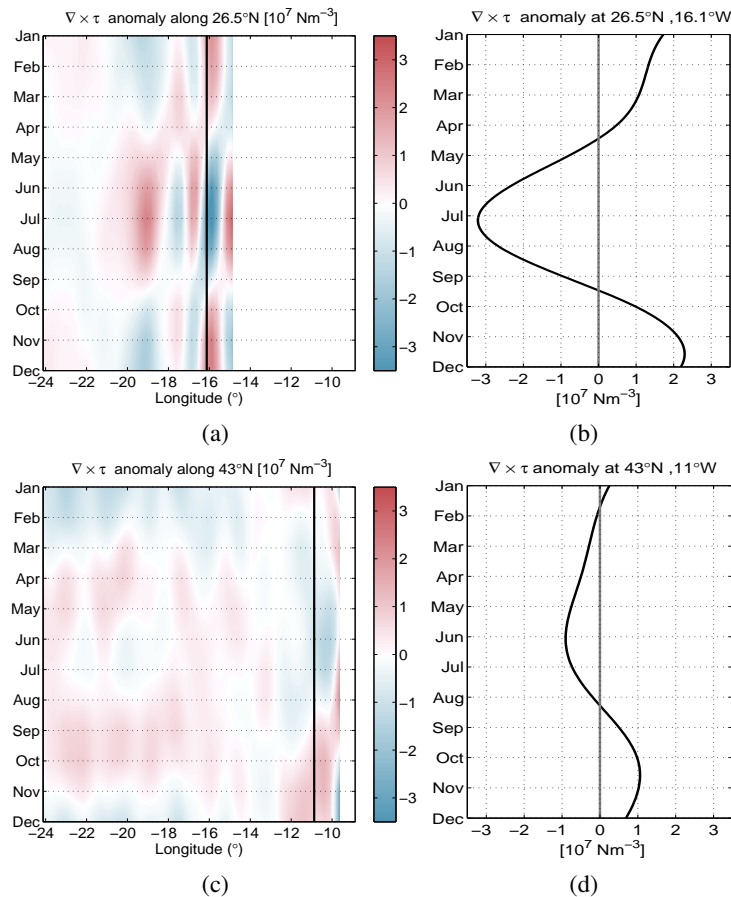 ∇ × τ anomaly along 26.5°N [10⁷ Nm⁻³]
Jan
Feb
Mar
Apr
May
Jun
Jul
Aug
Sep
Oct
Nov
Dec
−24 −22 −20 −18 −16 −14 −12 −10
Longitude (°)
3
2
1
0
−1
−2
−3
(a)
∇ × τ anomaly at 26.5°N ,16.1°W
Jan
Feb
Mar
Apr
May
Jun
Jul
Aug
Sep
Oct
Nov
Dec
−3 −2 −1 0 1 2 3
[10⁷ Nm⁻³]
(b)
∇ × τ anomaly along 43°N [10⁷ Nm⁻³]
Jan
Feb
Mar
Apr
May
Jun
Jul
Aug
Sep
Oct
Nov
Dec
−24 −22 −20 −18 −16 −14 −12 −10
Longitude (°)
3
2
1
0
−1
−2
−3
(c)
∇ × τ anomaly at 43°N ,11°W
Jan
Feb
Mar
Apr
May
Jun
Jul
Aug
Sep
Oct
Nov
Dec
−3 −2 −1 0 1 2 3
[10⁷ Nm⁻³]
(d)